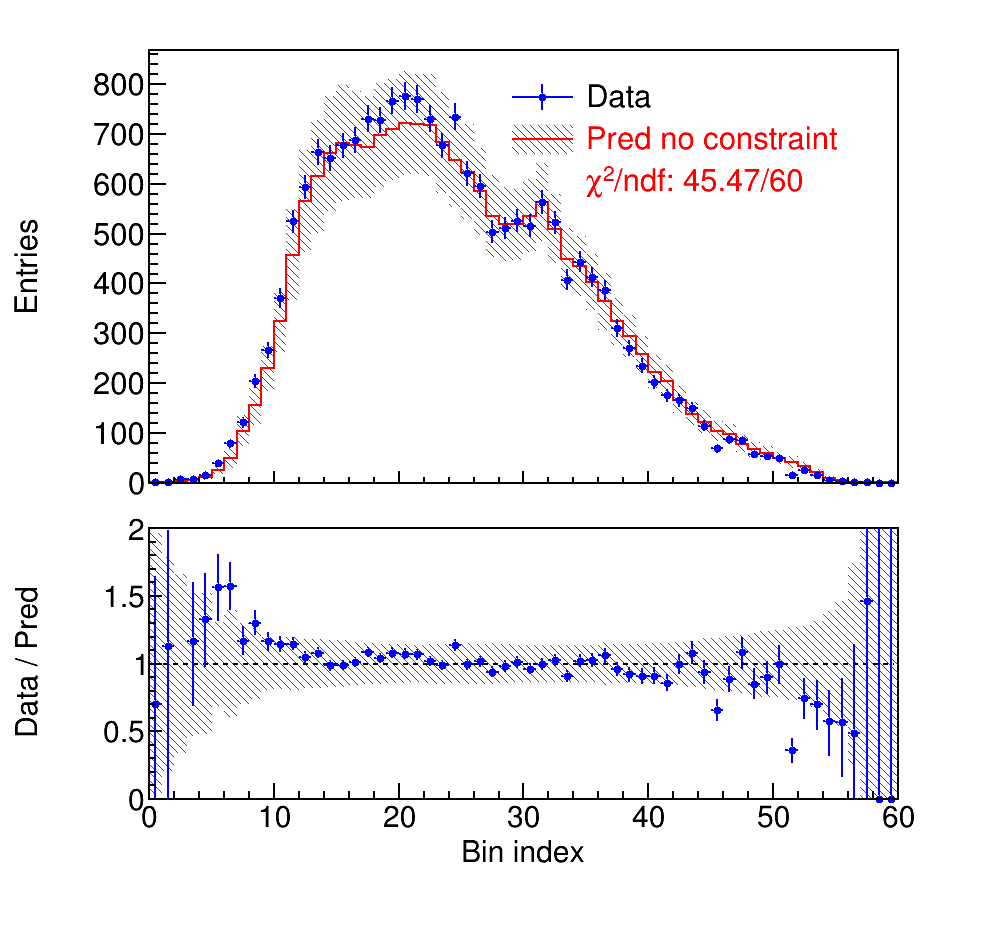 Entries
800
700
600
500
400
300
200
100
0
Data
Pred no constraint
χ²/ndf: 45.47/60
Data / Pred
2
1.5
1
0.5
0
0 10 20 30 40 50 60
Bin index